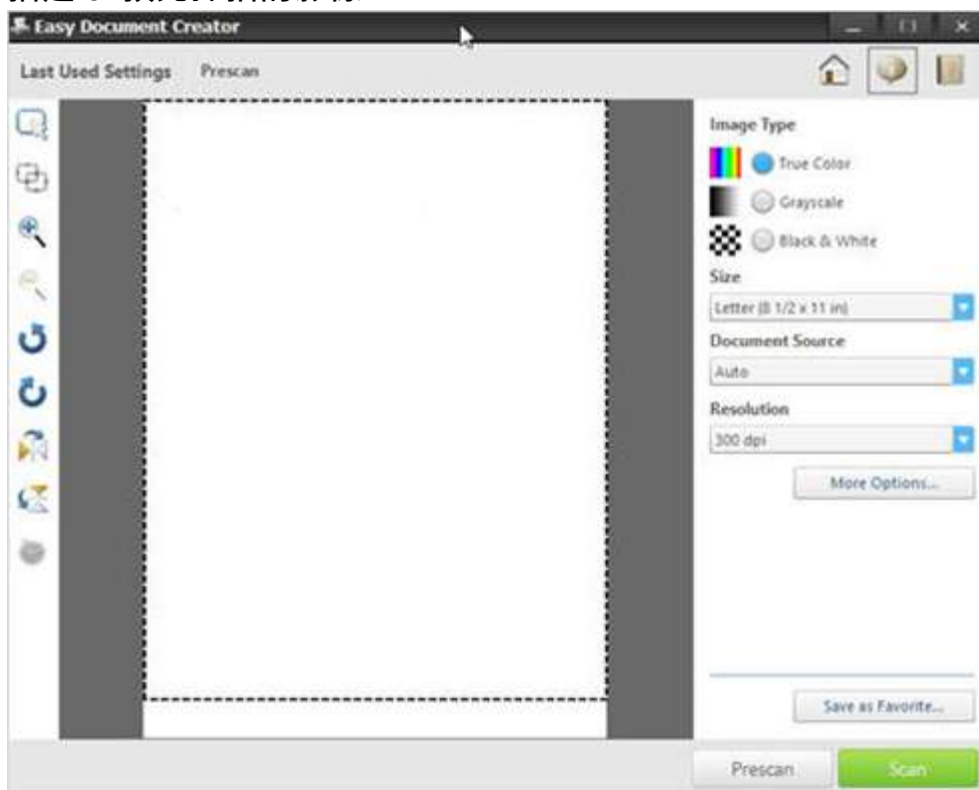 Easy Document Creator
Last Used Settings Prescan
Image Type
True Color
Grayscale
Black & White
Size
Letter (8 1/2 x 11 in)
Document Source
Auto
Resolution
300 dpi
More Options...
Save as Favorite...
Prescan
Scan